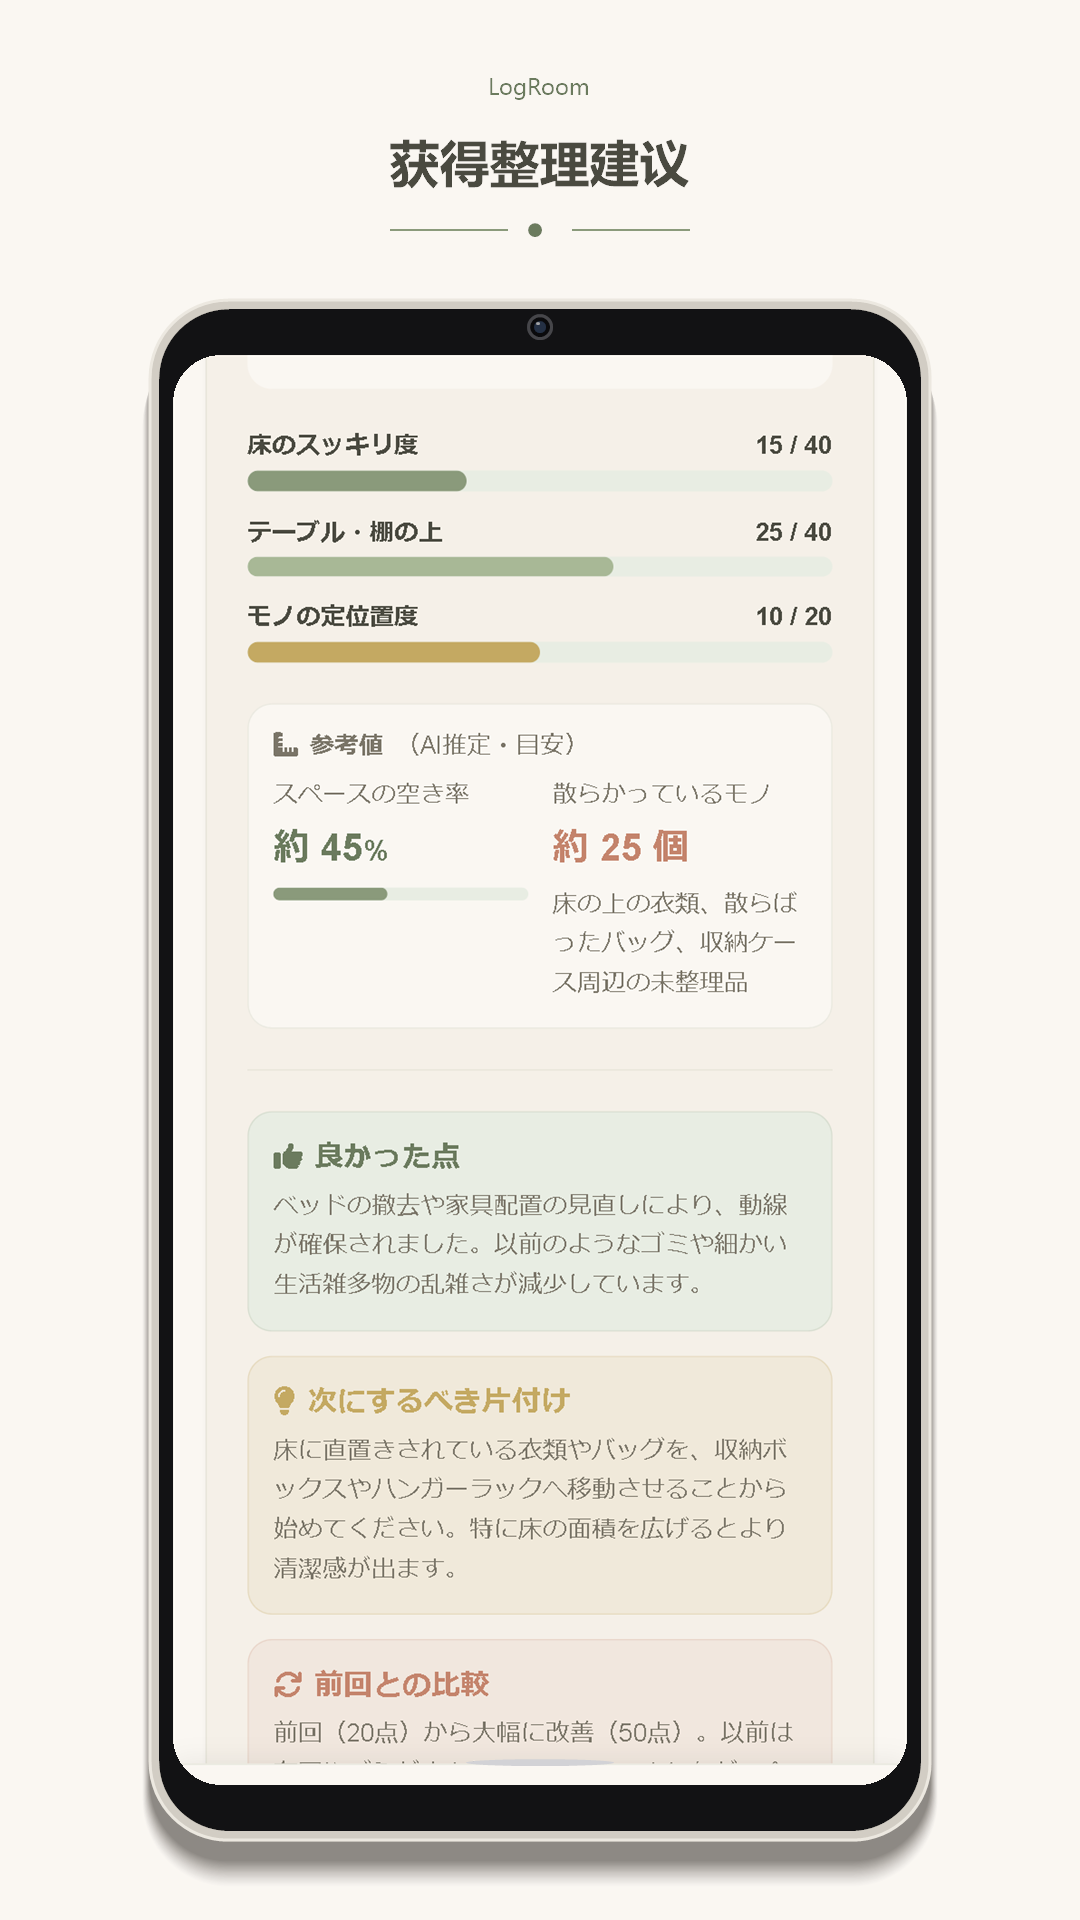 LogRoom
获得整理建议
床のスッキリ度 15 / 40
テーブル・棚の上 25 / 40
モノの定位置度 10 / 20
参考値 （AI推定・目安）
スペースの空き率
約 45%
散らかっているモノ
約 25 個
床の上の衣類、散らば
ったバッグ、収納ケー
ス周辺の未整理品
良かった点
ベッドの撤去や家具配置の見直しにより、動線
が確保されました。以前のようなゴミや細かい
生活雑多物の乱雑さが減少しています。
次にするべき片付け
床に直置きされている衣類やバッグを、収納ボ
ックスやハンガーラックへ移動させることから
始めてください。特に床の面積を広げるとより
清潔感が出ます。
前回との比較
前回（20点）から大幅に改善（50点）。以前は